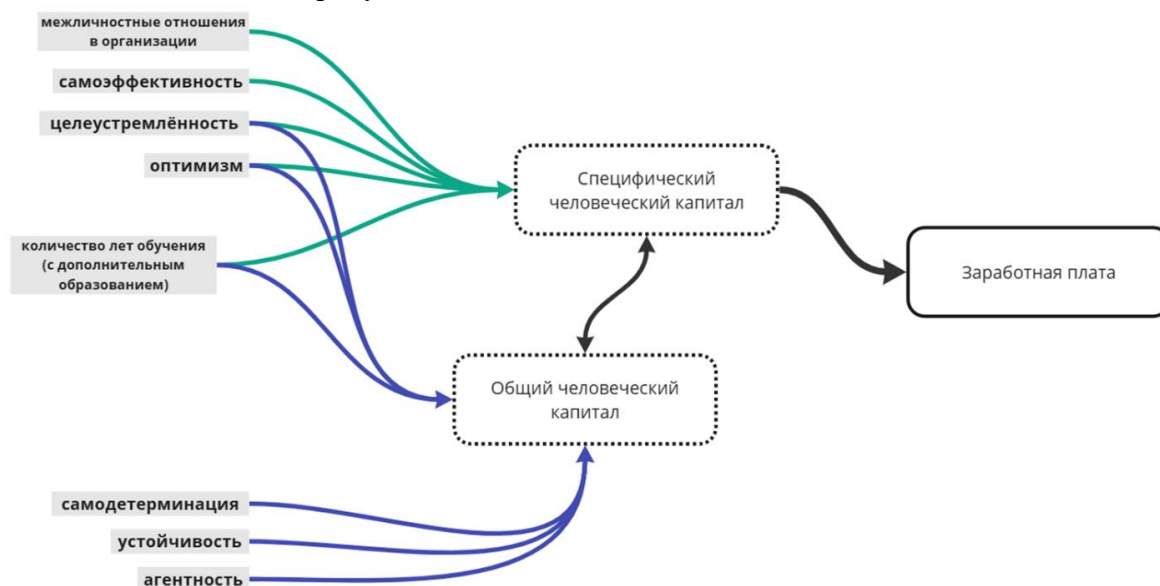 межличностные отношения
в организации
самоэффективность
целеустремлённость
оптимизм
количество лет обучения
(с дополнительным
образованием)
Специфический
человеческий капитал
Заработная плата
Общий человеческий
капитал
самодетерминация
устойчивость
агентность